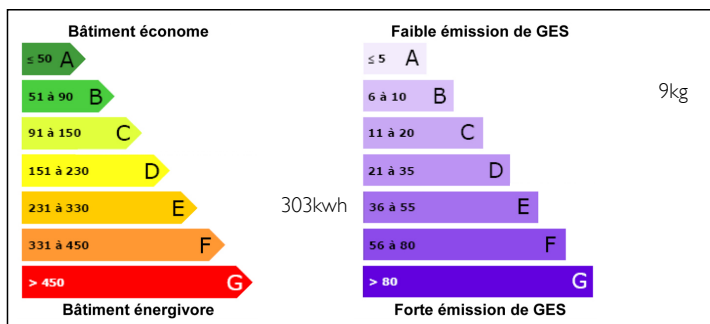 Bâtiment économe
≤ 50 A
51 à 90 B
91 à 150 C
151 à 230 D
231 à 330 E
303kwh
331 à 450 F
> 450 G
Bâtiment énergivore
Faible émission de GES
≤ 5 A
6 à 10 B
9kg
11 à 20 C
21 à 35 D
36 à 55 E
56 à 80 F
> 80 G
Forte émission de GES